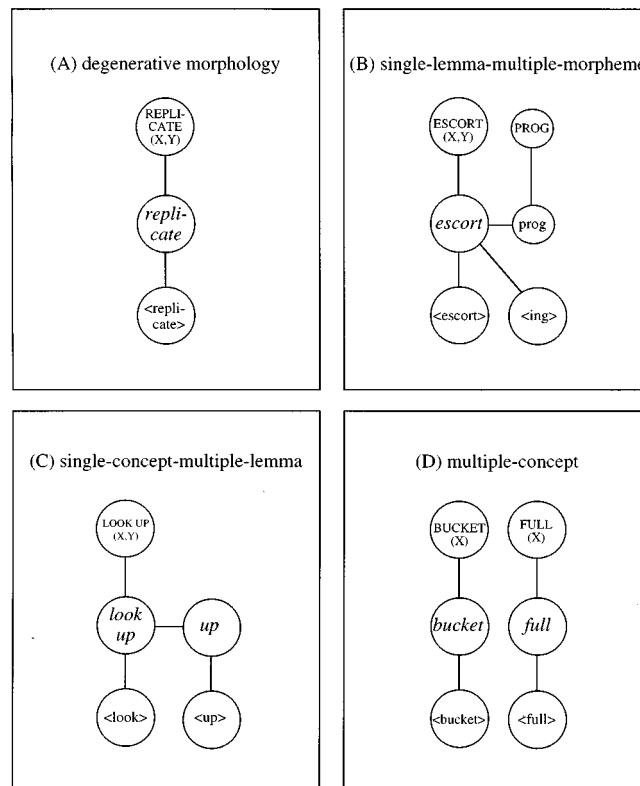 (A) degenerative morphology
REPLI-
CATE
(X,Y)
repli-
cate
<repli-
cate>
(B) single-lemma-multiple-morpheme
ESCORT
(X,Y)
PROG
escort
prog
<escort>
<ing>
(C) single-concept-multiple-lemma
LOOK UP
(X,Y)
look
up
up
<look>
<up>
(D) multiple-concept
BUCKET
(X)
FULL
(X)
bucket
full
<bucket>
<full>